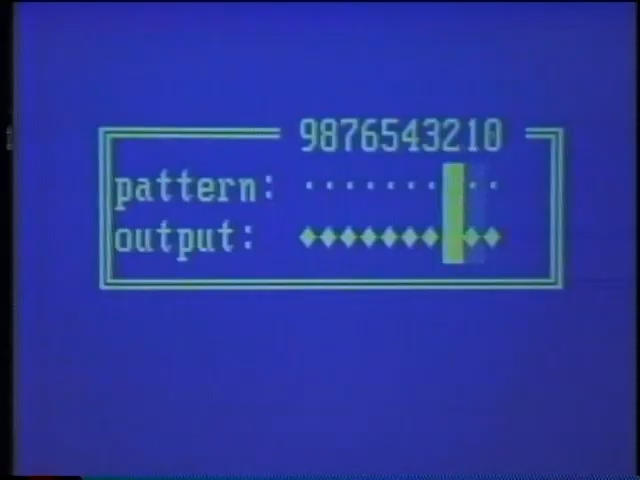 9876543210
pattern: ·······█··
output: ♦♦♦♦♦♦♦█♦♦